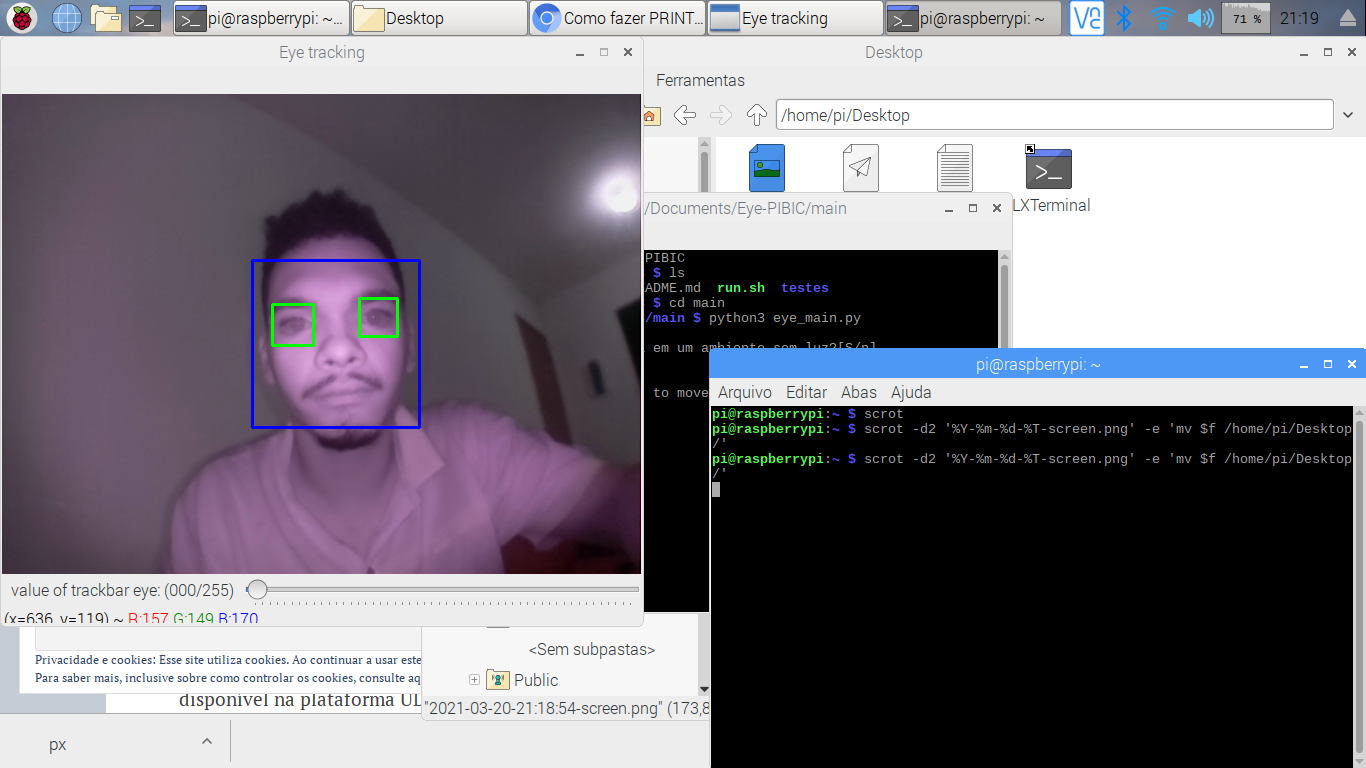 pi@raspberrypi: ~...
Desktop
Como fazer PRINT...
Eye tracking
pi@raspberrypi: ~
71 %
21:19
Eye tracking
Desktop
Ferramentas
/home/pi/Desktop
LXTerminal
/Documents/Eye-PIBIC/main
PIBIC
$ ls
ADME.md run.sh testes
$ cd main
/main $ python3 eye_main.py
em um ambiente sem luz?[S/n]
to move
pi@raspberrypi: ~
Arquivo Editar Abas Ajuda
pi@raspberrypi:~ $ scrot
pi@raspberrypi:~ $ scrot -d2 '%Y-%m-%d-%T-screen.png' -e 'mv $f /home/pi/Desktop
/'
pi@raspberrypi:~ $ scrot -d2 '%Y-%m-%d-%T-screen.png' -e 'mv $f /home/pi/Desktop
/'
value of trackbar eye: (000/255)
(x=636, y=119) ~ R:157 G:149 B:170
Privacidade e cookies: Esse site utiliza cookies. Ao continuar a usar este
Para saber mais, inclusive sobre como controlar os cookies, consulte aq
disponível na plataforma UL
<Sem subpastas>
Public
"2021-03-20-21:18:54-screen.png" (173,8
px